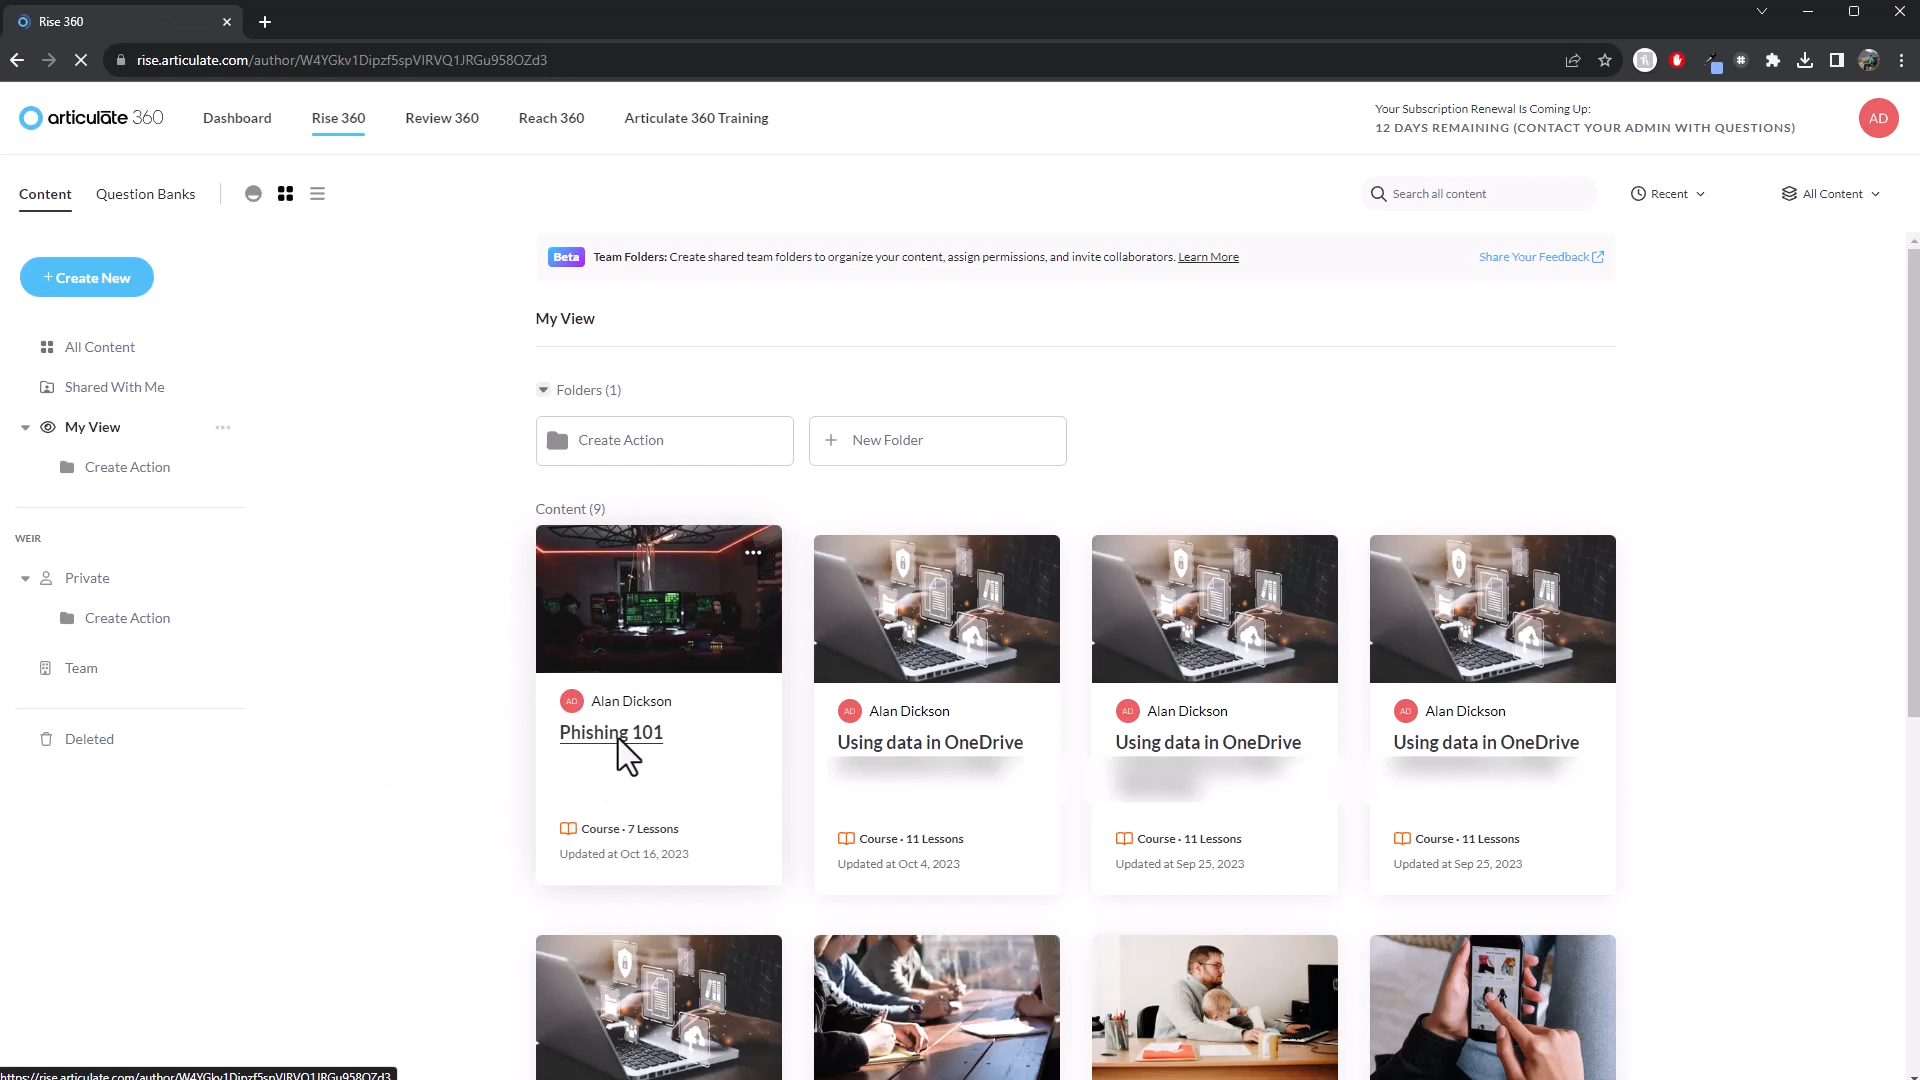 Rise 360
rise.articulate.com/author/W4YGkv1Dipzf5spVIRVQ1JRGu958OZd3
articulate 360
Dashboard
Rise 360
Review 360
Reach 360
Articulate 360 Training
Your Subscription Renewal Is Coming Up:
12 DAYS REMAINING (CONTACT YOUR ADMIN WITH QUESTIONS)
AD
Content
Question Banks
Search all content
Recent
All Content
+ Create New
Beta
Team Folders: Create shared team folders to organize your content, assign permissions, and invite collaborators. Learn More
Share Your Feedback
My View
All Content
Shared With Me
My View
Create Action
WEIR
Private
Create Action
Team
Deleted
Folders (1)
Create Action
+ New Folder
Content (9)
AD Alan Dickson
Phishing 101
Course · 7 Lessons
Updated at Oct 16, 2023
AD Alan Dickson
Using data in OneDrive
Course · 11 Lessons
Updated at Oct 4, 2023
AD Alan Dickson
Using data in OneDrive
Course · 11 Lessons
Updated at Sep 25, 2023
AD Alan Dickson
Using data in OneDrive
Course · 11 Lessons
Updated at Sep 25, 2023
https://rise.articulate.com/author/W4YGkv1Dipzf5spVIRVQ1JRGu958OZd3